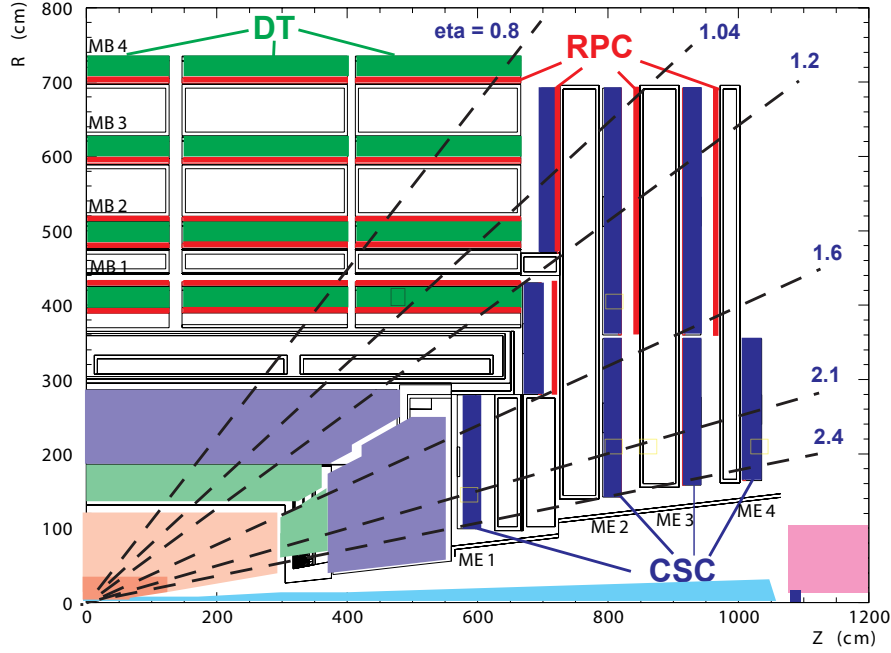 R (cm)
800
700
600
500
400
300
200
100
0
MB 4
MB 3
MB 2
MB 1
DT
eta = 0.8
RPC
1.04
1.2
1.6
2.1
2.4
ME 1
ME 2
ME 3
ME 4
CSC
0
200
400
600
800
1000
1200
Z (cm)